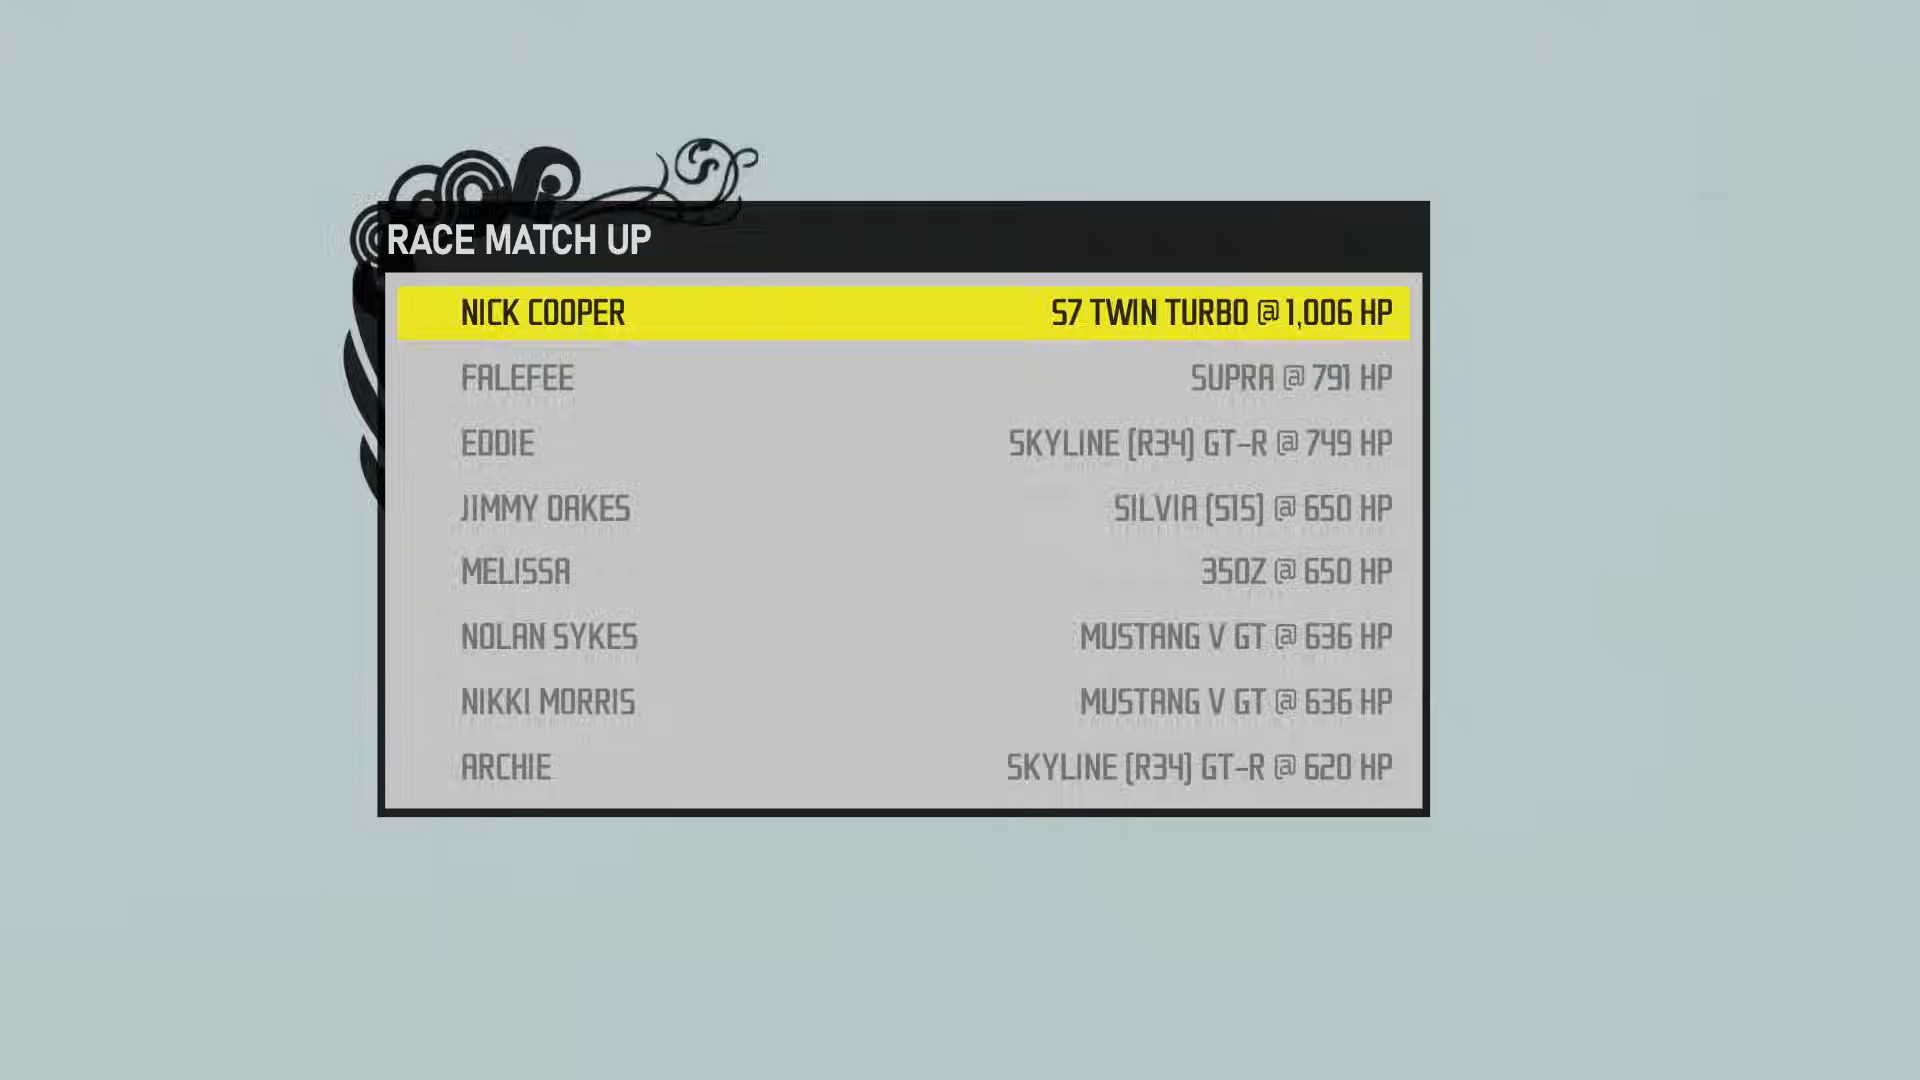 RACE MATCH UP
NICK COOPER S7 TWIN TURBO @ 1,006 HP
FALEFEE SUPRA @ 791 HP
EDDIE SKYLINE (R34) GT-R @ 749 HP
JIMMY OAKES SILVIA (S15) @ 650 HP
MELISSA 350Z @ 650 HP
NOLAN SYKES MUSTANG V GT @ 636 HP
NIKKI MORRIS MUSTANG V GT @ 636 HP
ARCHIE SKYLINE (R34) GT-R @ 620 HP